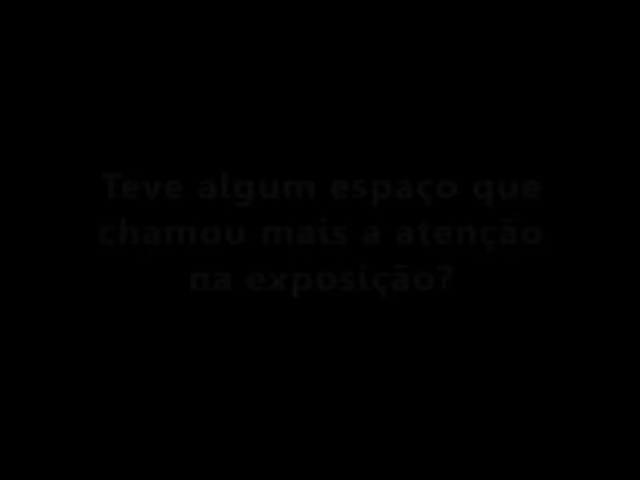 Teve algum espaço que
chamou mais a atenção
na exposição?